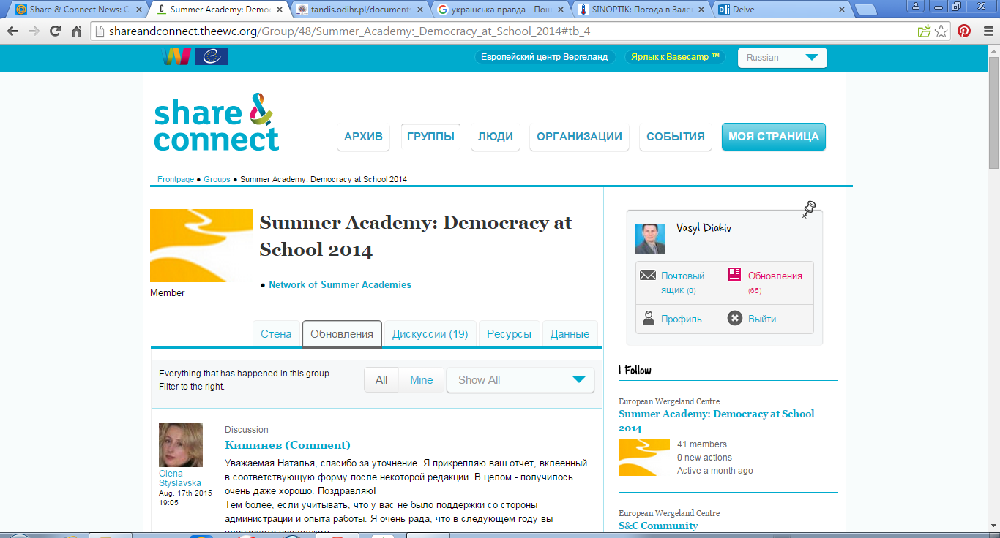 Share & Connect News: C
Summer Academy: Demo
tandis.odihr.pl/documents
українська правда - Пош
SINOPTIK: Погода в Зале
Delve
shareandconnect.theewc.org/Group/48/Summer_Academy:_Democracy_at_School_2014#tb_4
Европейский центр Вергеланд
Ярлык к Basecamp ™
Russian
share &
connect
АРХИВ
ГРУППЫ
ЛЮДИ
ОРГАНИЗАЦИИ
СОБЫТИЯ
МОЯ СТРАНИЦА
Frontpage ● Groups ● Summer Academy: Democracy at School 2014
Summer Academy: Democracy at
School 2014
● Network of Summer Academies
Member
Vasyl Diakiv
Почтовый
ящик (0)
Обновления
(65)
Профиль
Выйти
Стена
Обновления
Дискуссии (19)
Ресурсы
Данные
Everything that has happened in this group.
Filter to the right.
All
Mine
Show All
Discussion
Кишинев (Comment)
Уважаемая Наталья, спасибо за уточнение. Я прикрепляю ваш отчет, вклеенный
в соответствующую форму после некоторой редакции. В целом - получилось
очень даже хорошо. Поздравляю!
Тем более, если учитывать, что у вас не было поддержки со стороны
администрации и опыта работы. Я очень рада, что в следующем году вы
планируете продолжать
Olena
Styslavska
Aug. 17th 2015
19:05
I Follow
European Wergeland Centre
Summer Academy: Democracy at School
2014
41 members
0 new actions
Active a month ago
European Wergeland Centre
S&C Community